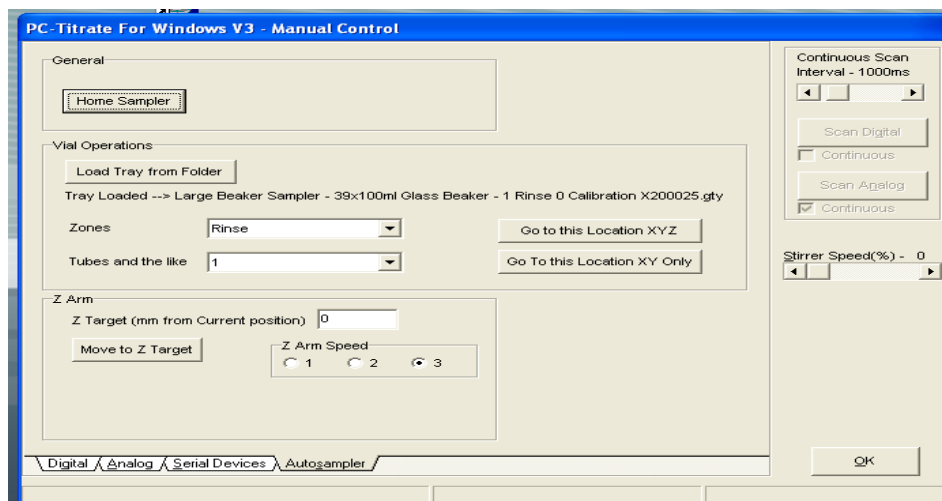 PC-Titrate For Windows V3 - Manual Control
General
Home Sampler
Vial Operations
Load Tray from Folder
Tray Loaded --> Large Beaker Sampler - 39x100ml Glass Beaker - 1 Rinse 0 Calibration X200025.gty
Zones
Rinse
Go to this Location XYZ
Tubes and the like
1
Go To this Location XY Only
Z Arm
Z Target (mm from Current position)
0
Move to Z Target
Z Arm Speed
1
2
3
Digital
Analog
Serial Devices
Autosampler
Continuous Scan
Interval - 1000ms
Scan Digital
Continuous
Scan Analog
Continuous
Stirrer Speed(%) - 0
OK